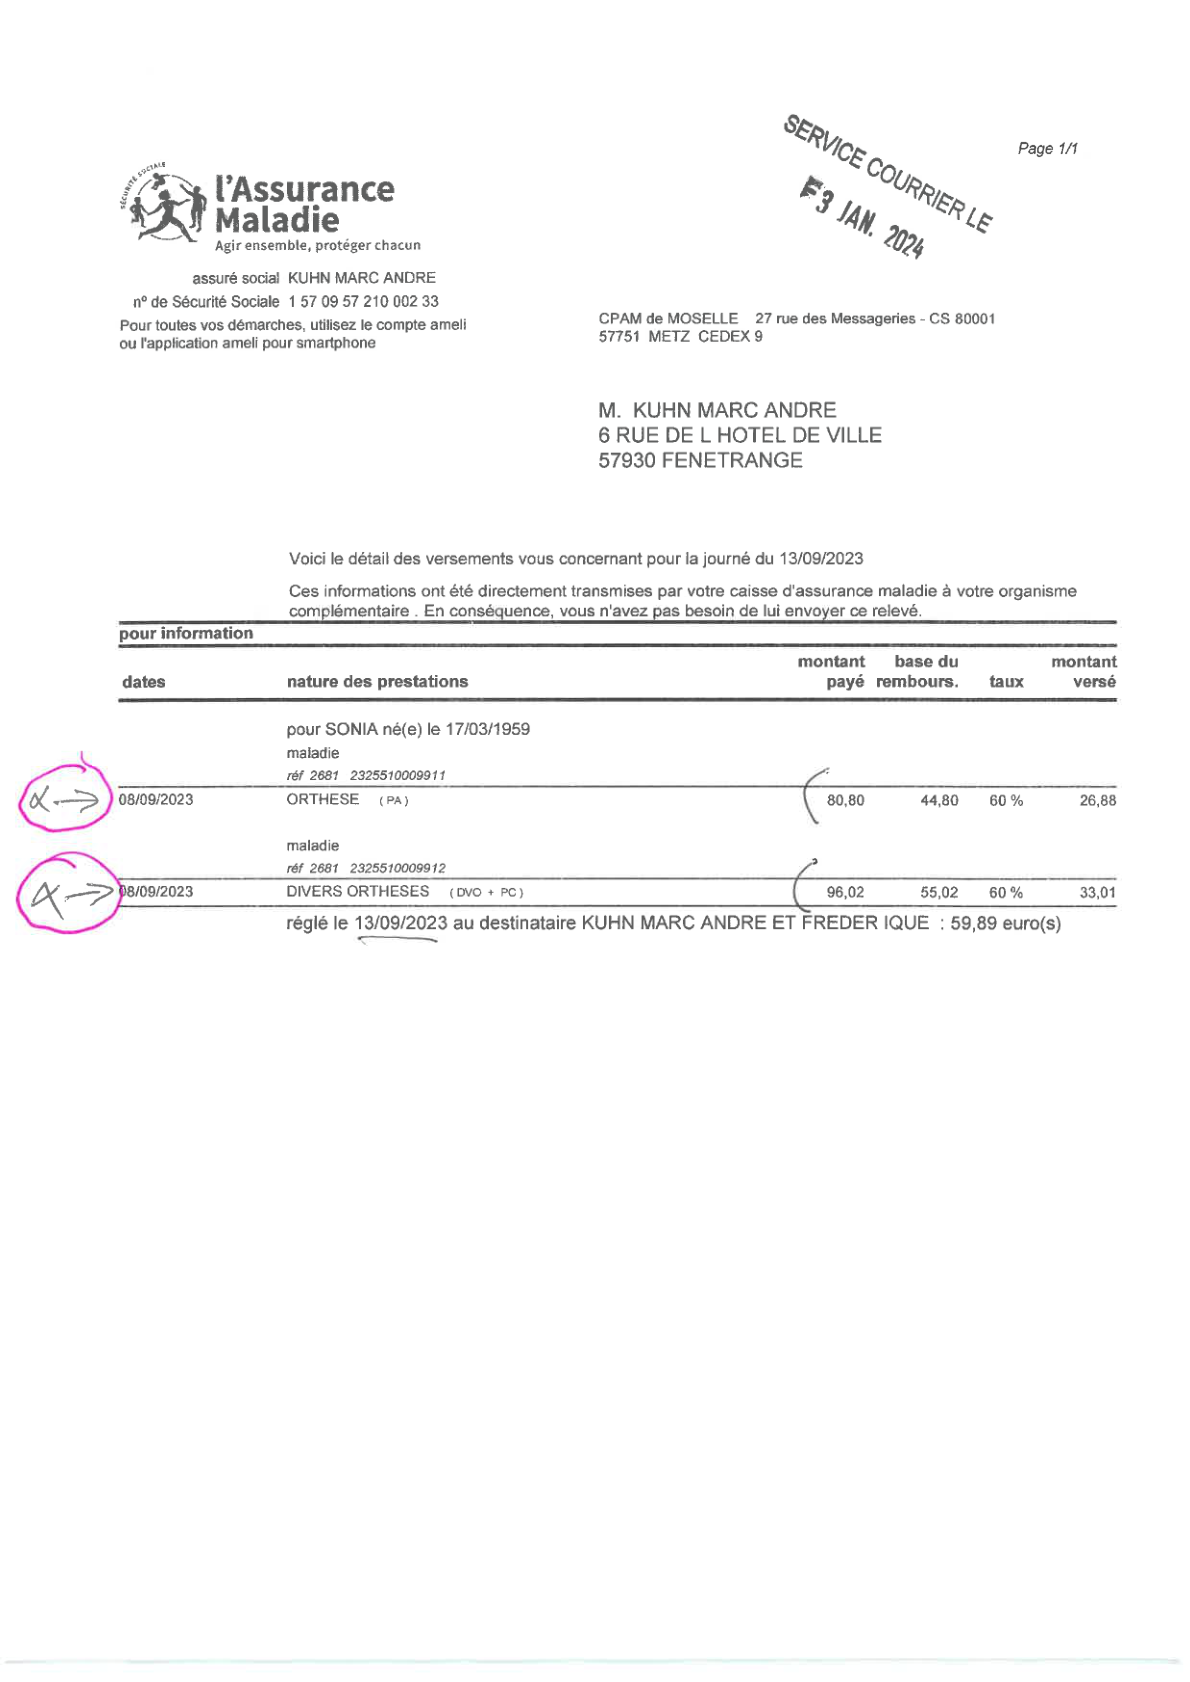 SERVICE COURRIER LE
3 JAN. 2024
Page 1/1
SÉCURITÉ SOCIALE
l'Assurance
Maladie
Agir ensemble, protéger chacun
assuré social KUHN MARC ANDRE
nº de Sécurité Sociale 1 57 09 57 210 002 33
Pour toutes vos démarches, utilisez le compte ameli
ou l'application ameli pour smartphone
CPAM de MOSELLE 27 rue des Messageries - CS 80001
57751 METZ CEDEX 9
M. KUHN MARC ANDRE
6 RUE DE L HOTEL DE VILLE
57930 FENETRANGE
Voici le détail des versements vous concernant pour la journé du 13/09/2023
Ces informations ont été directement transmises par votre caisse d'assurance maladie à votre organisme
complémentaire . En conséquence, vous n'avez pas besoin de lui envoyer ce relevé.
pour information
dates nature des prestations montant payé base du rembours. taux montant versé
pour SONIA né(e) le 17/03/1959
maladie
réf 2681 2325510009911
08/09/2023 ORTHESE (PA) 80,80 44,80 60 % 26,88
maladie
réf 2681 2325510009912
08/09/2023 DIVERS ORTHESES (DVO + PC) 96,02 55,02 60 % 33,01
réglé le 13/09/2023 au destinataire KUHN MARC ANDRE ET FREDER IQUE : 59,89 euro(s)